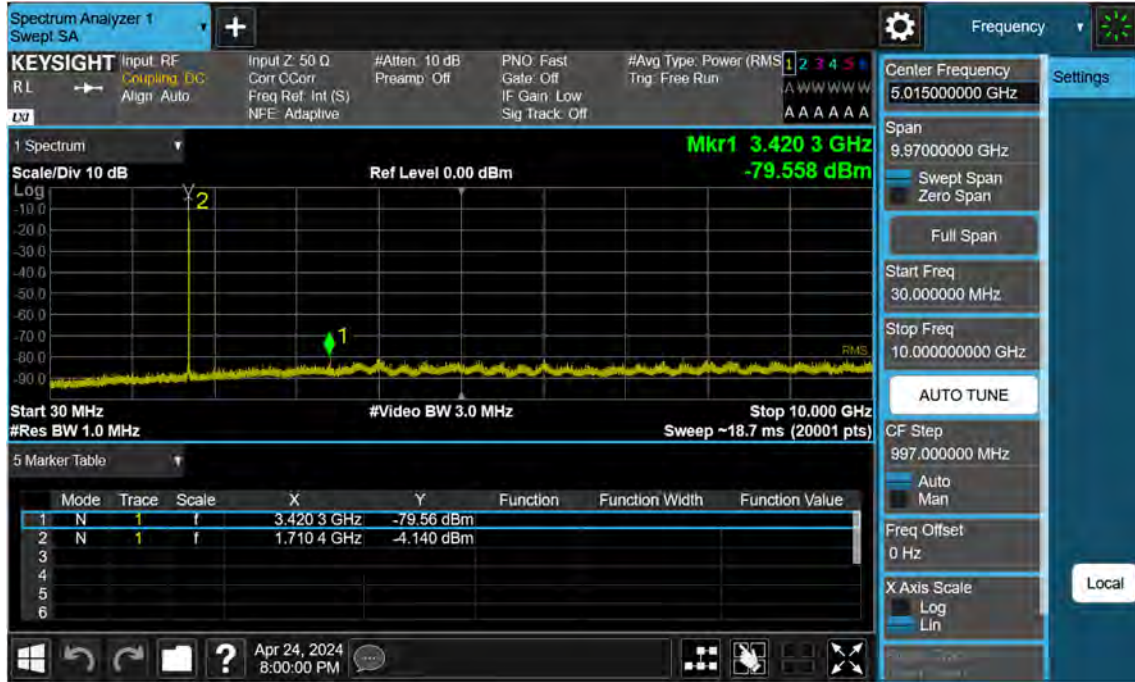 Spectrum Analyzer 1
Swept SA
+
Frequency
KEYSIGHT
RL
LXI
Input: RF
Coupling: DC
Align: Auto
Input Z: 50 Ω
Corr CCorr
Freq Ref: Int (S)
NFE: Adaptive
#Atten: 10 dB
Preamp: Off
PNO: Fast
Gate: Off
IF Gain: Low
Sig Track: Off
#Avg Type: Power (RMS
Trig: Free Run
1 2 3 4 5 6
A W W W W W
A A A A A A
1 Spectrum
Scale/Div 10 dB
Ref Level 0.00 dBm
Mkr1 3.420 3 GHz
-79.558 dBm
Log
-10.0
-20.0
-30.0
-40.0
-50.0
-60.0
-70.0
-80.0
-90.0
2
1
RMS
Start 30 MHz
#Video BW 3.0 MHz
Stop 10.000 GHz
#Res BW 1.0 MHz
Sweep ~18.7 ms (20001 pts)
5 Marker Table
Mode Trace Scale X Y Function Function Width Function Value
1 N 1 f 3.420 3 GHz -79.56 dBm
2 N 1 f 1.710 4 GHz -4.140 dBm
3
4
5
6
Center Frequency
5.015000000 GHz
Span
9.97000000 GHz
Swept Span
Zero Span
Full Span
Start Freq
30.000000 MHz
Stop Freq
10.000000000 GHz
AUTO TUNE
CF Step
997.000000 MHz
Auto
Man
Freq Offset
0 Hz
X Axis Scale
Log
Lin
Settings
Local
?
Apr 24, 2024
8:00:00 PM